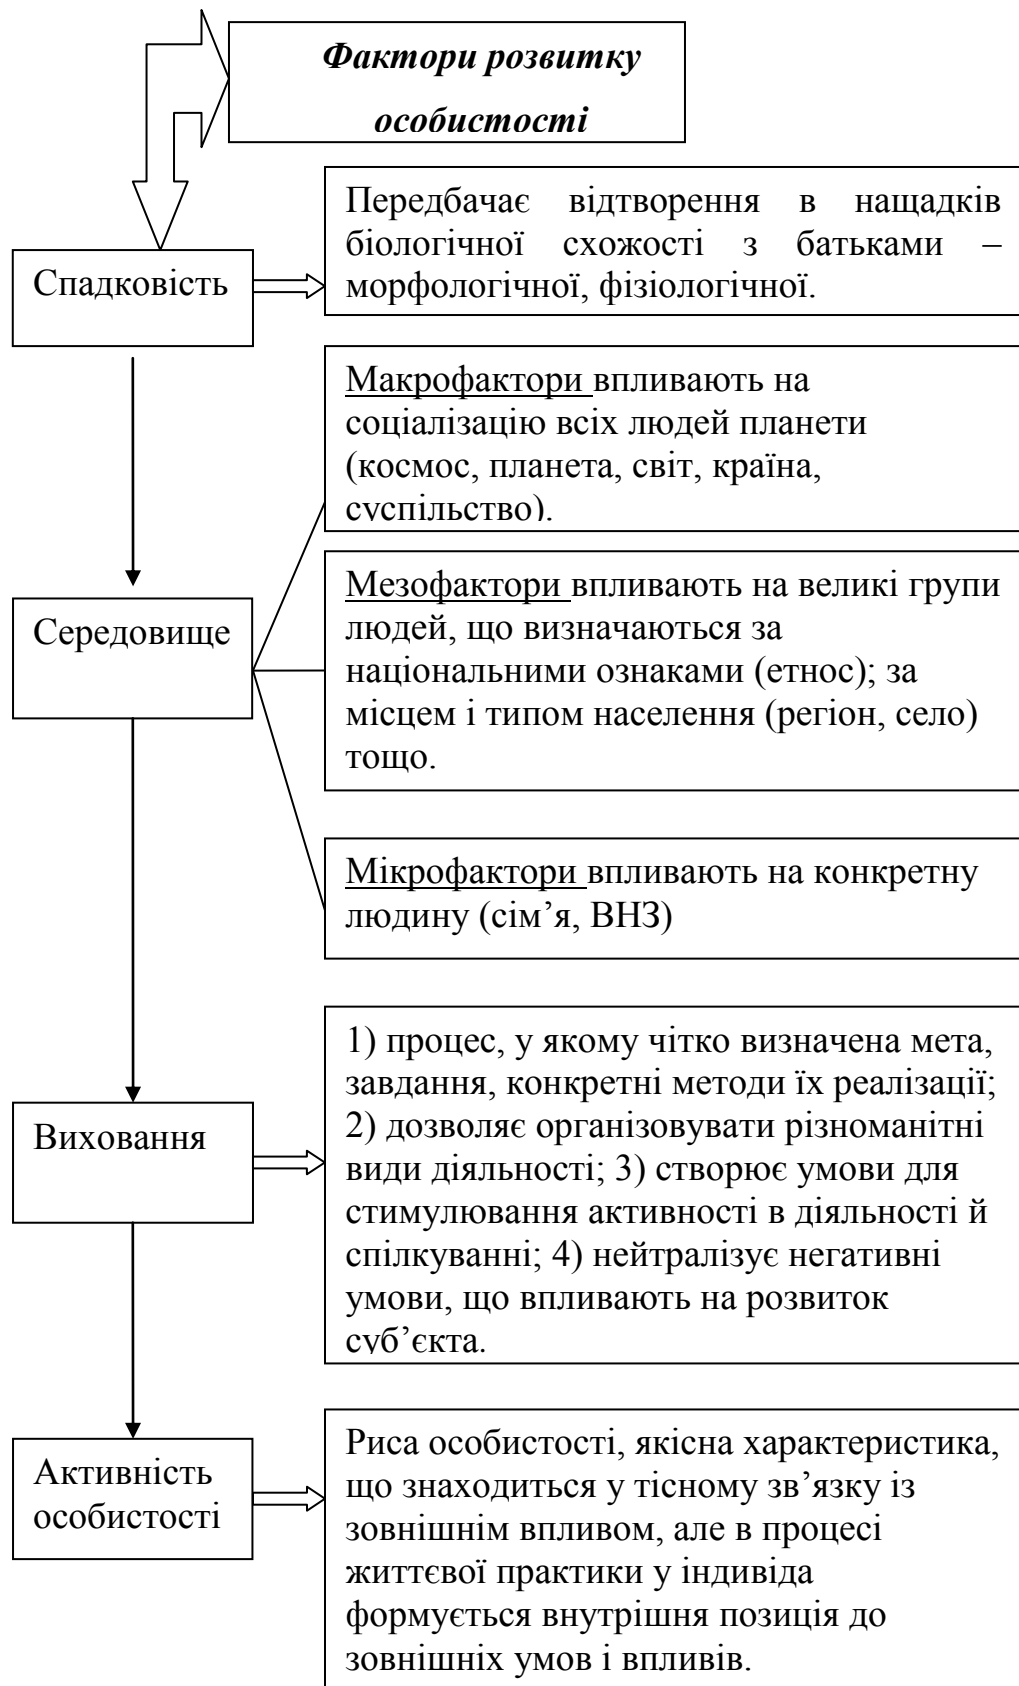 Фактори розвитку
особистості
Передбачає відтворення в нащадків
біологічної схожості з батьками –
морфологічної, фізіологічної.
Спадковість
Макрофактори впливають на
соціалізацію всіх людей планети
(космос, планета, світ, країна,
суспільство).
Мезофактори впливають на великі групи
людей, що визначаються за
національними ознаками (етнос); за
місцем і типом населення (регіон, село)
тощо.
Середовище
Мікрофактори впливають на конкретну
людину (сім’я, ВНЗ)
1) процес, у якому чітко визначена мета,
завдання, конкретні методи їх реалізації;
2) дозволяє організовувати різноманітні
види діяльності; 3) створює умови для
стимулювання активності в діяльності й
спілкуванні; 4) нейтралізує негативні
умови, що впливають на розвиток
суб’єкта.
Виховання
Активність
особистості
Риса особистості, якісна характеристика,
що знаходиться у тісному зв’язку із
зовнішнім впливом, але в процесі
життєвої практики у індивіда
формується внутрішня позиція до
зовнішніх умов і впливів.